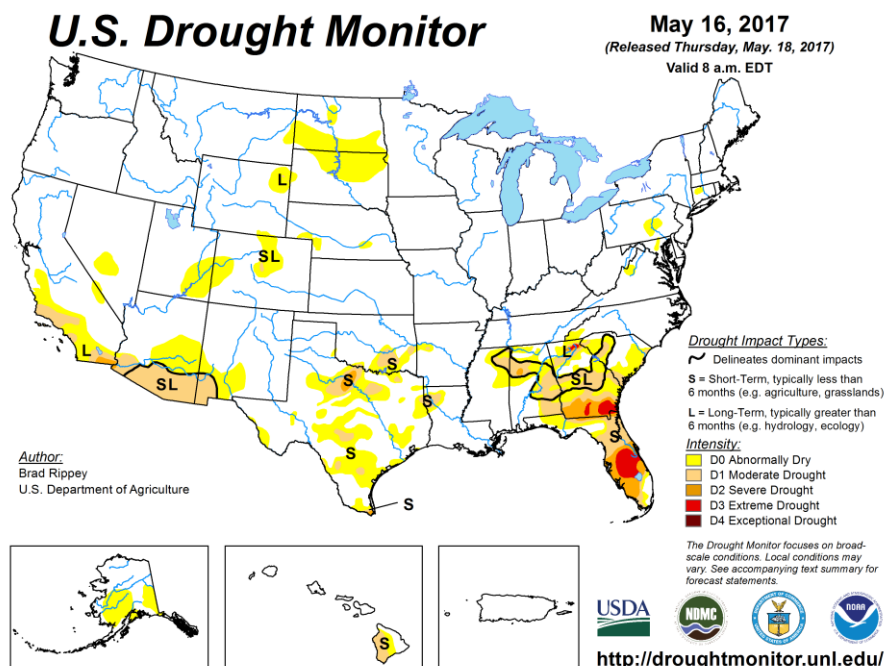 U.S. Drought Monitor
May 16, 2017
(Released Thursday, May. 18, 2017)
Valid 8 a.m. EDT
L
SL
L
SL
S
S
S
S
S
L
SL
S
Drought Impact Types:
Delineates dominant impacts
S = Short-Term, typically less than
6 months (e.g. agriculture, grasslands)
L = Long-Term, typically greater than
6 months (e.g. hydrology, ecology)
Intensity:
D0 Abnormally Dry
D1 Moderate Drought
D2 Severe Drought
D3 Extreme Drought
D4 Exceptional Drought
Author:
Brad Rippey
U.S. Department of Agriculture
The Drought Monitor focuses on broad-
scale conditions. Local conditions may
vary. See accompanying text summary for
forecast statements.
S
USDA
NDMC
NOAA
http://droughtmonitor.unl.edu/